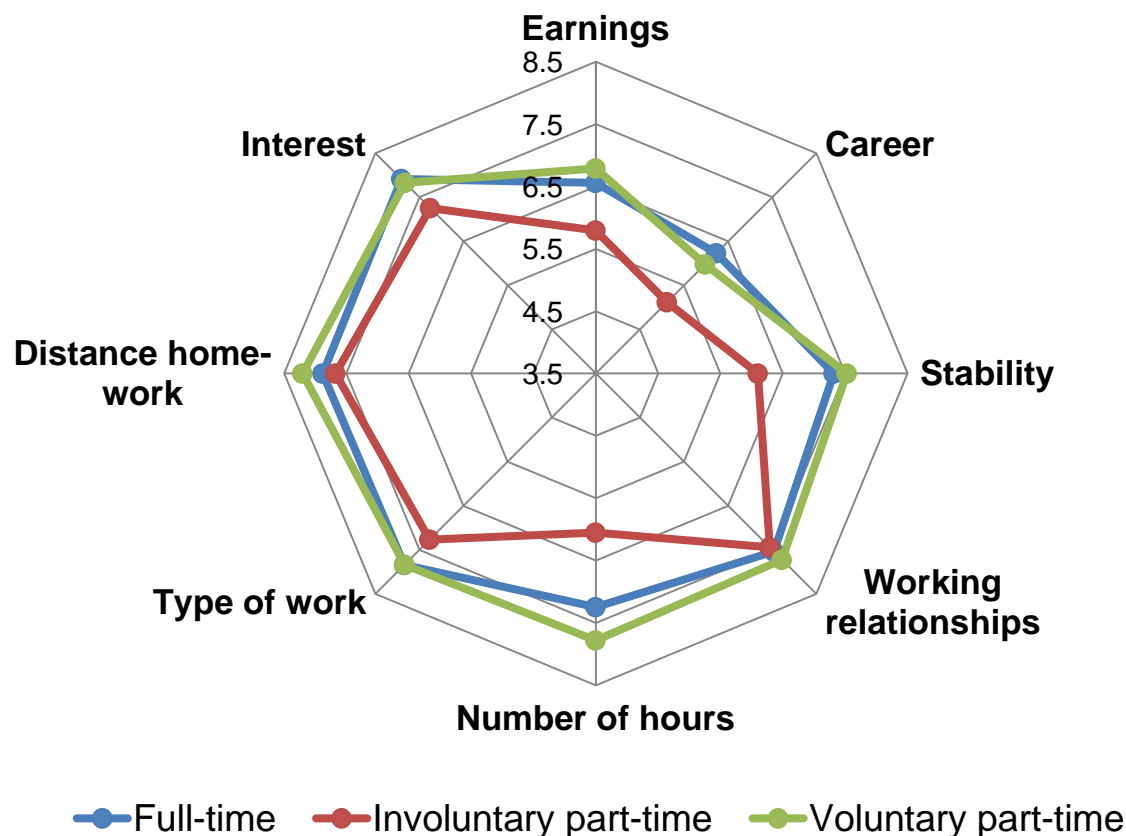 Earnings
8.5
7.5
6.5
5.5
4.5
3.5
Career
Stability
Working
relationships
Number of hours
Type of work
Distance home-
work
Interest
Full-time
Involuntary part-time
Voluntary part-time